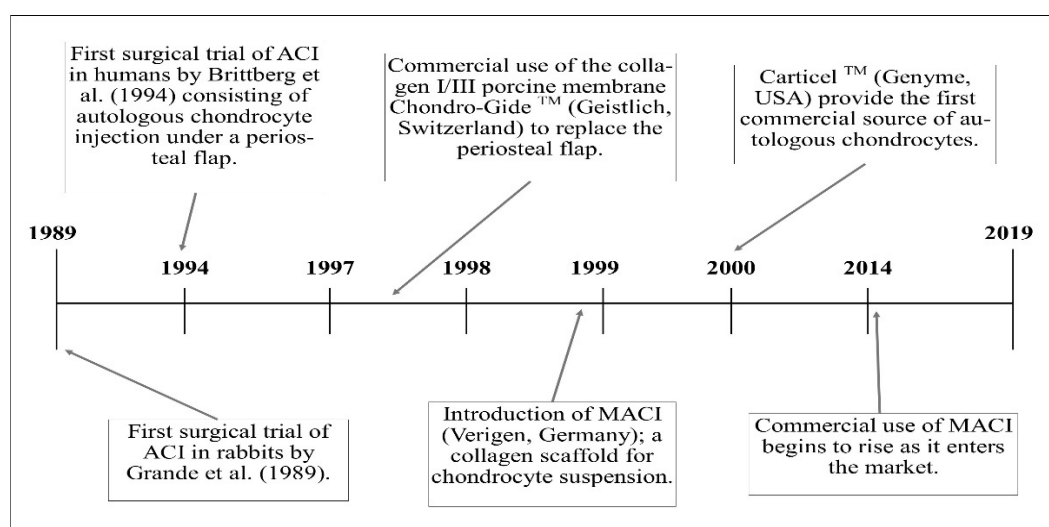 First surgical trial of ACI
in humans by Brittberg et
al. (1994) consisting of
autologous chondrocyte
injection under a perios-
teal flap.
Commercial use of the colla-
gen I/III porcine membrane
Chondro-Gide ™ (Geistlich,
Switzerland) to replace the
periosteal flap.
Carticel ™ (Genyme,
USA) provide the first
commercial source of au-
tologous chondrocytes.
1989
1994
1997
1998
1999
2000
2014
2019
First surgical trial of
ACI in rabbits by
Grande et al. (1989).
Introduction of MACI
(Verigen, Germany); a
collagen scaffold for
chondrocyte suspension.
Commercial use of MACI
begins to rise as it enters
the market.